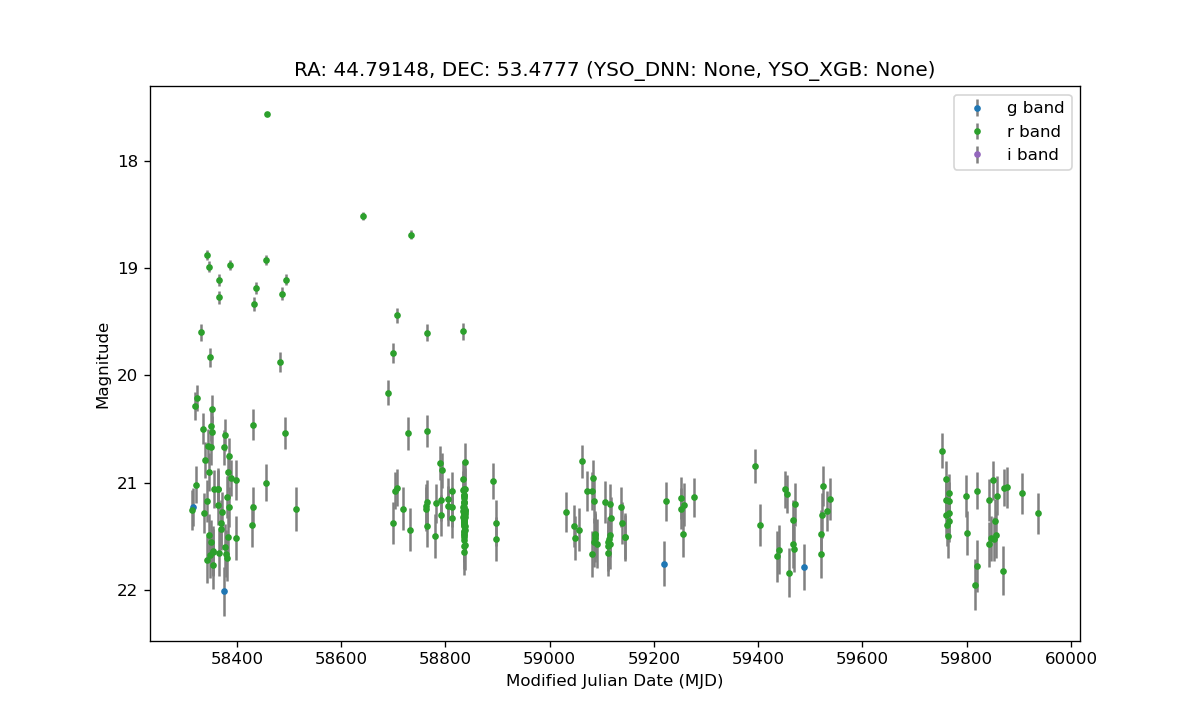 RA: 44.79148, DEC: 53.4777 (YSO_DNN: None, YSO_XGB: None)
g band
r band
i band
18
19
20
21
22
Magnitude
58400 58600 58800 59000 59200 59400 59600 59800 60000
Modified Julian Date (MJD)